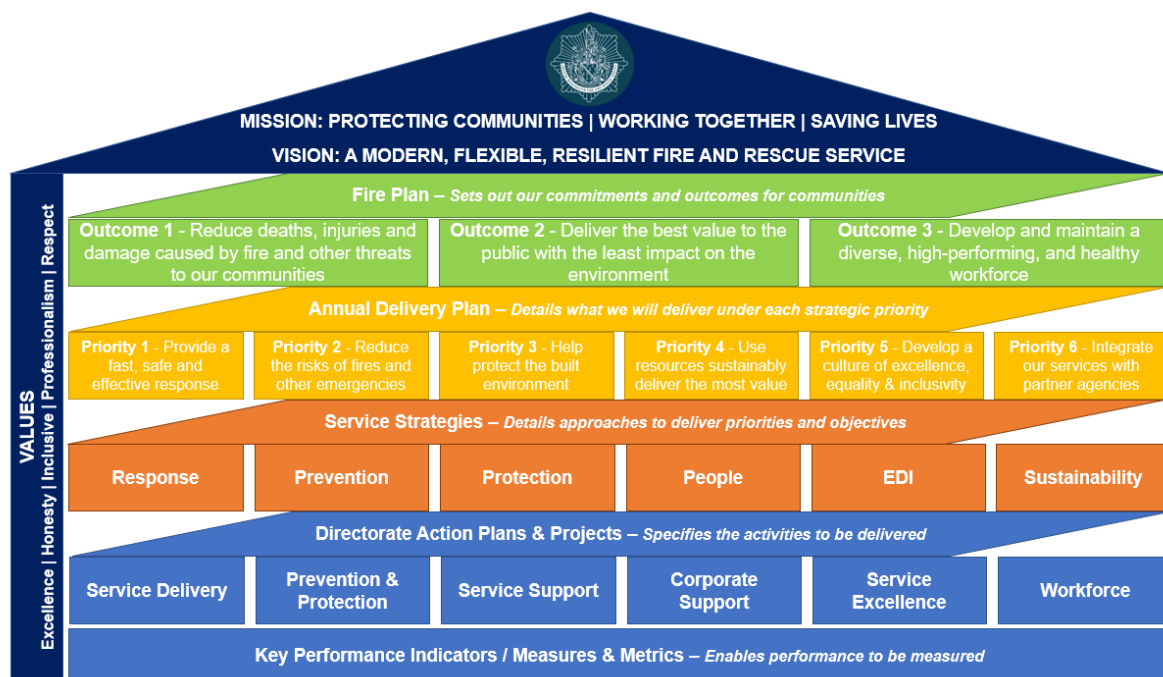 MISSION: PROTECTING COMMUNITIES | WORKING TOGETHER | SAVING LIVES
VISION: A MODERN, FLEXIBLE, RESILIENT FIRE AND RESCUE SERVICE
VALUES
Excellence | Honesty | Inclusive | Professionalism | Respect
Fire Plan – Sets out our commitments and outcomes for communities
Outcome 1 - Reduce deaths, injuries and
damage caused by fire and other threats
to our communities
Outcome 2 - Deliver the best value to the
public with the least impact on the
environment
Outcome 3 - Develop and maintain a
diverse, high-performing, and healthy
workforce
Annual Delivery Plan – Details what we will deliver under each strategic priority
Priority 1 - Provide a
fast, safe and
effective response
Priority 2 - Reduce
the risks of fires and
other emergencies
Priority 3 - Help
protect the built
environment
Priority 4 - Use
resources sustainably
deliver the most value
Priority 5 - Develop a
culture of excellence,
equality & inclusivity
Priority 6 - Integrate
our services with
partner agencies
Service Strategies – Details approaches to deliver priorities and objectives
Response
Prevention
Protection
People
EDI
Sustainability
Directorate Action Plans & Projects – Specifies the activities to be delivered
Service Delivery
Prevention &
Protection
Service Support
Corporate
Support
Service
Excellence
Workforce
Key Performance Indicators / Measures & Metrics – Enables performance to be measured